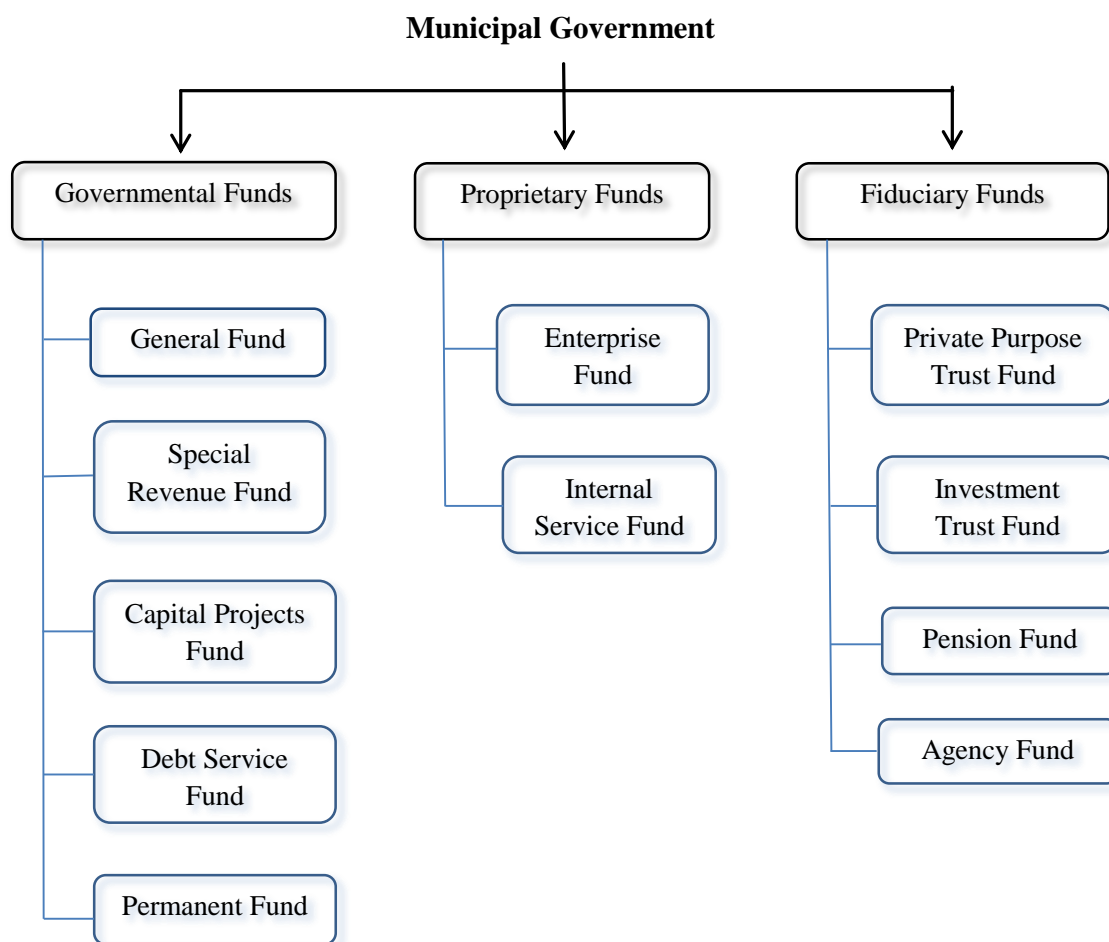 Municipal Government
Governmental Funds
General Fund
Special
Revenue Fund
Capital Projects
Fund
Debt Service
Fund
Permanent Fund
Proprietary Funds
Enterprise
Fund
Internal
Service Fund
Fiduciary Funds
Private Purpose
Trust Fund
Investment
Trust Fund
Pension Fund
Agency Fund